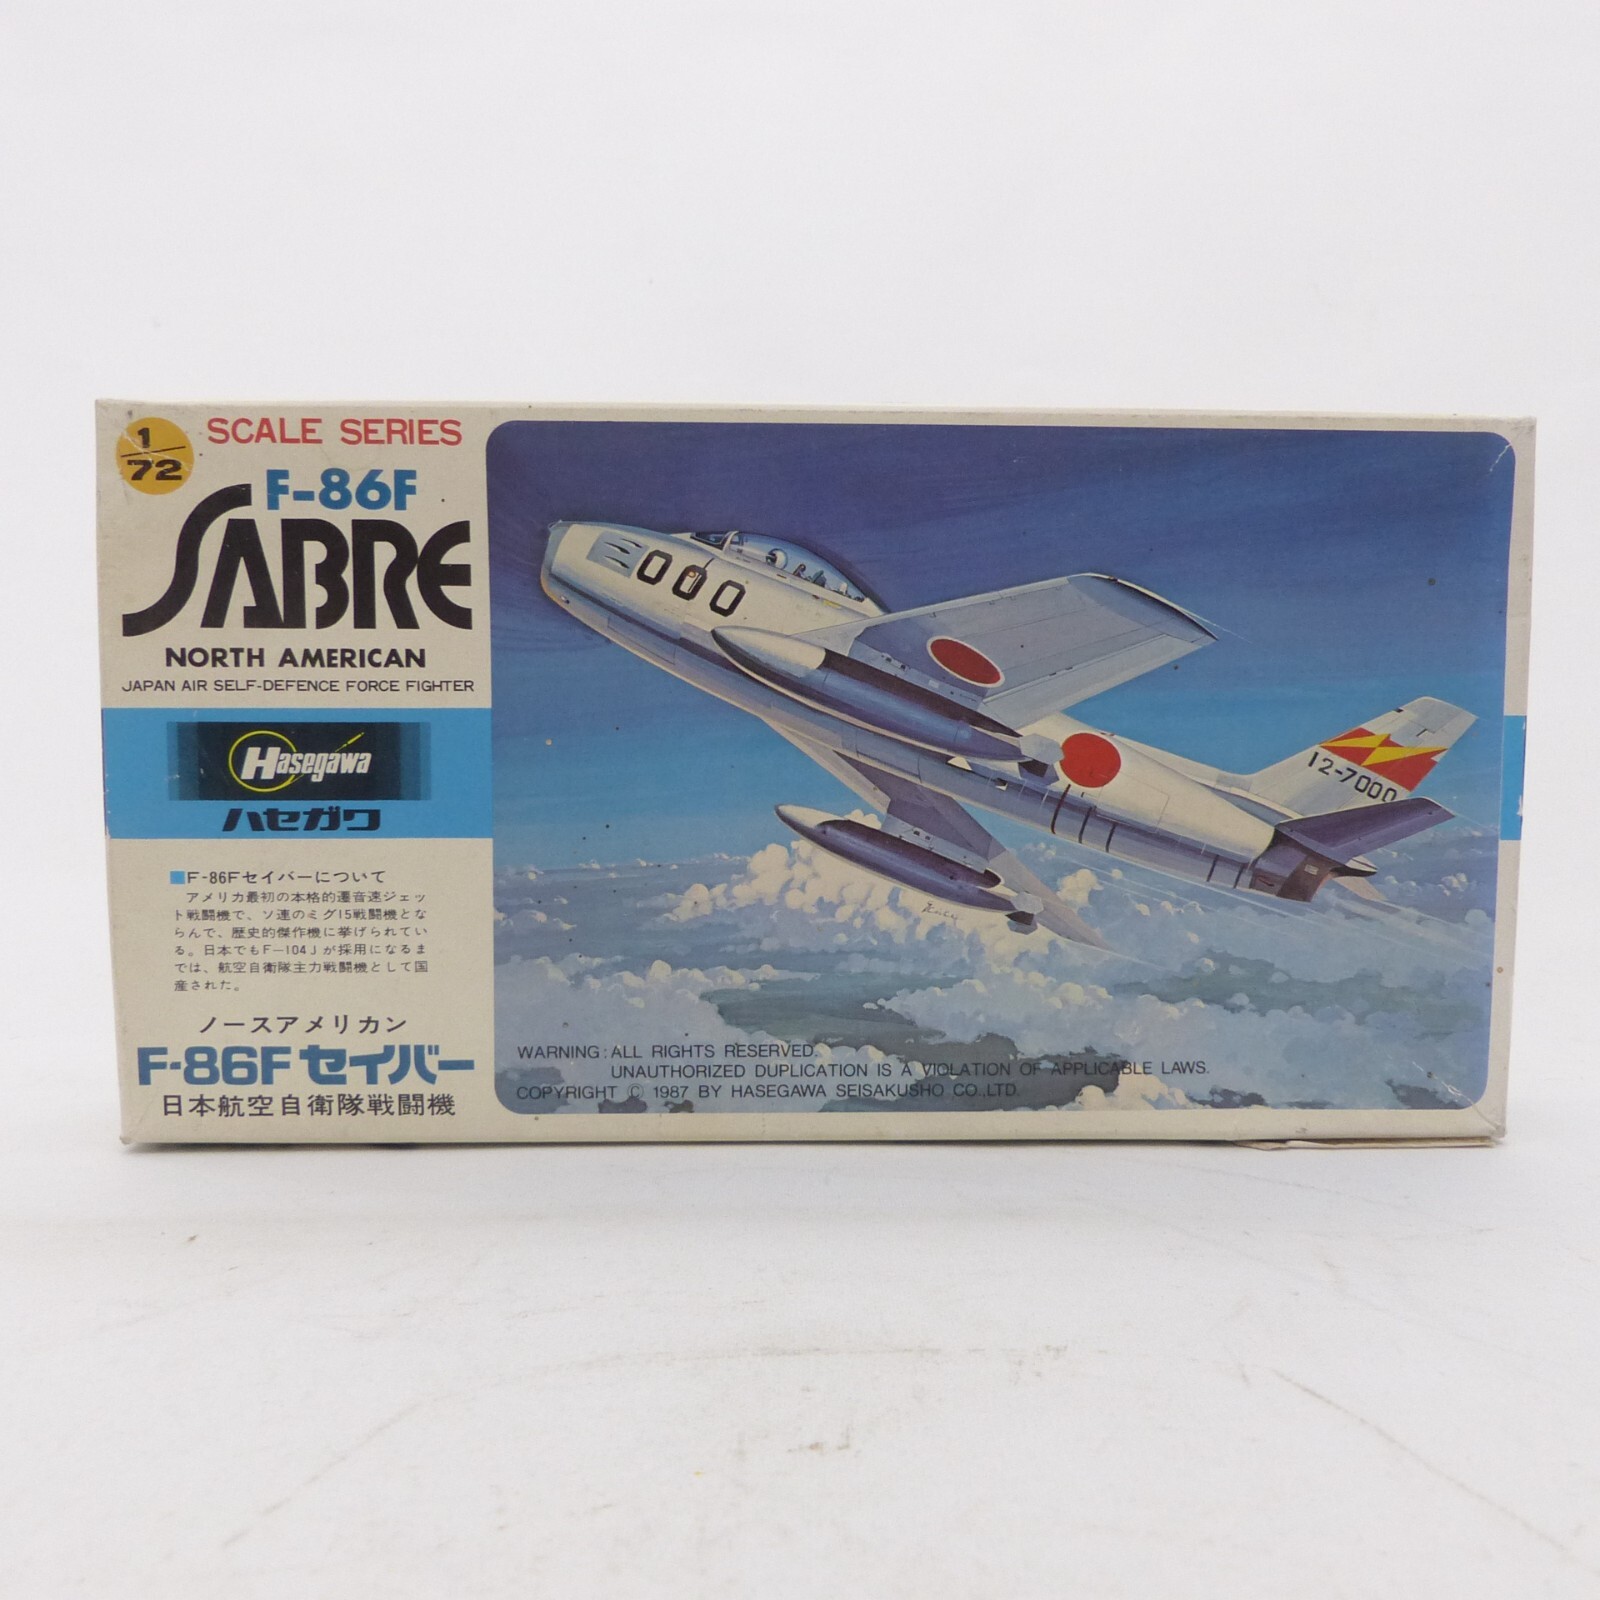 1/72
SCALE SERIES
F-86F
SABRE
NORTH AMERICAN
JAPAN AIR SELF-DEFENCE FORCE FIGHTER
Hasegawa
ハセガワ
■F-86Fセイバーについて
アメリカ最初の本格的遷音速ジェッ
ト戦闘機で、ソ連のミグ15戦闘機とな
らんで、歴史的傑作機に挙げられてい
る。日本でもF-104Jが採用になるま
では、航空自衛隊主力戦闘機として国
産された。
ノースアメリカン
F-86Fセイバー
日本航空自衛隊戦闘機
000
12-7000
WARNING: ALL RIGHTS RESERVED.
UNAUTHORIZED DUPLICATION IS A VIOLATION OF APPLICABLE LAWS.
COPYRIGHT © 1987 BY HASEGAWA SEISAKUSHO CO.,LTD.